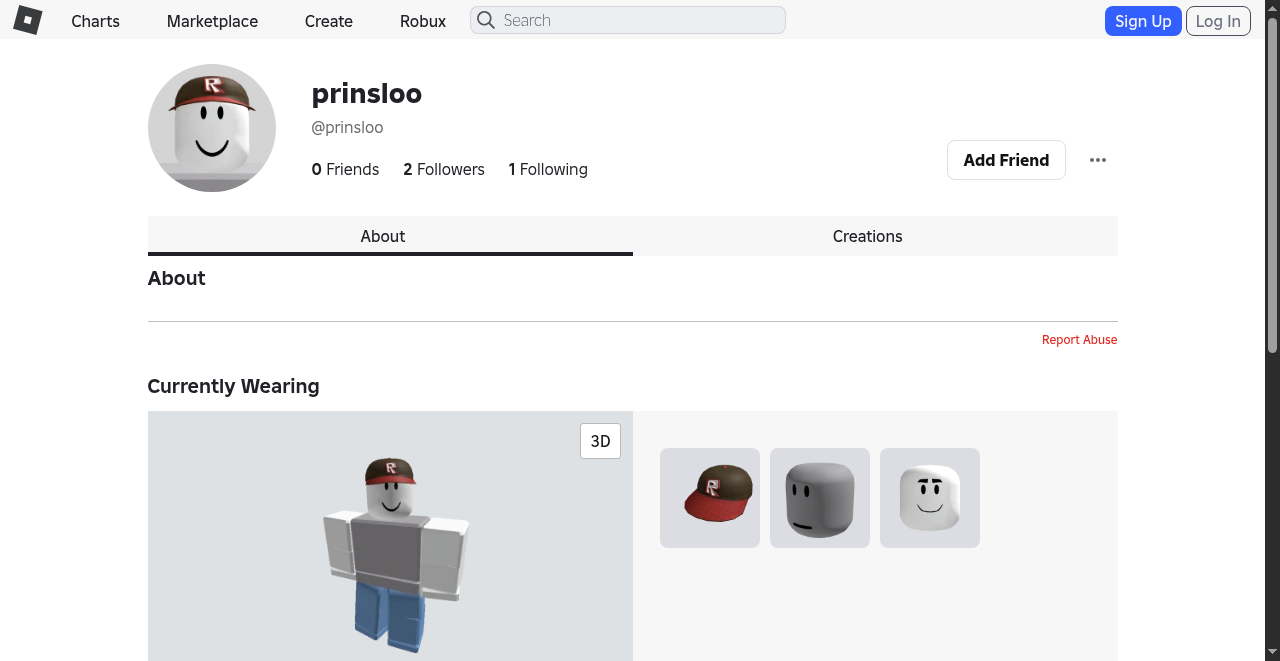 Charts Marketplace Create Robux Search Sign Up Log In
prinsloo
@prinsloo
0 Friends 2 Followers 1 Following
Add Friend
About Creations
About
Report Abuse
Currently Wearing
3D